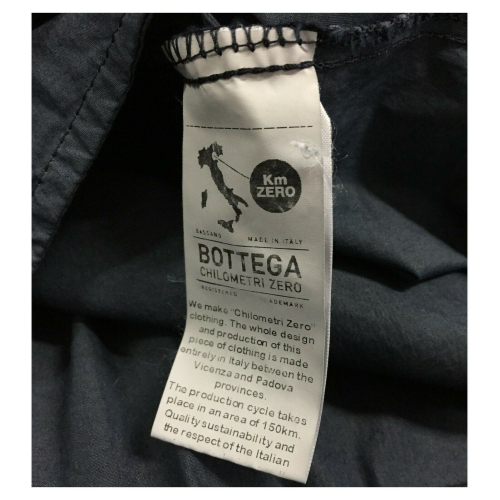 Km
ZERO
BASSANO MADE IN ITALY
BOTTEGA
CHILOMETRI ZERO
REGISTERED TRADEMARK
We make "Chilometri Zero"
clothing. The whole design
and production of this
piece of clothing is made
entirely in Italy between the
Vicenza and Padova
provinces.
The production cycle takes
place in an area of 150km.
Quality sustainability and
the respect of the Italian